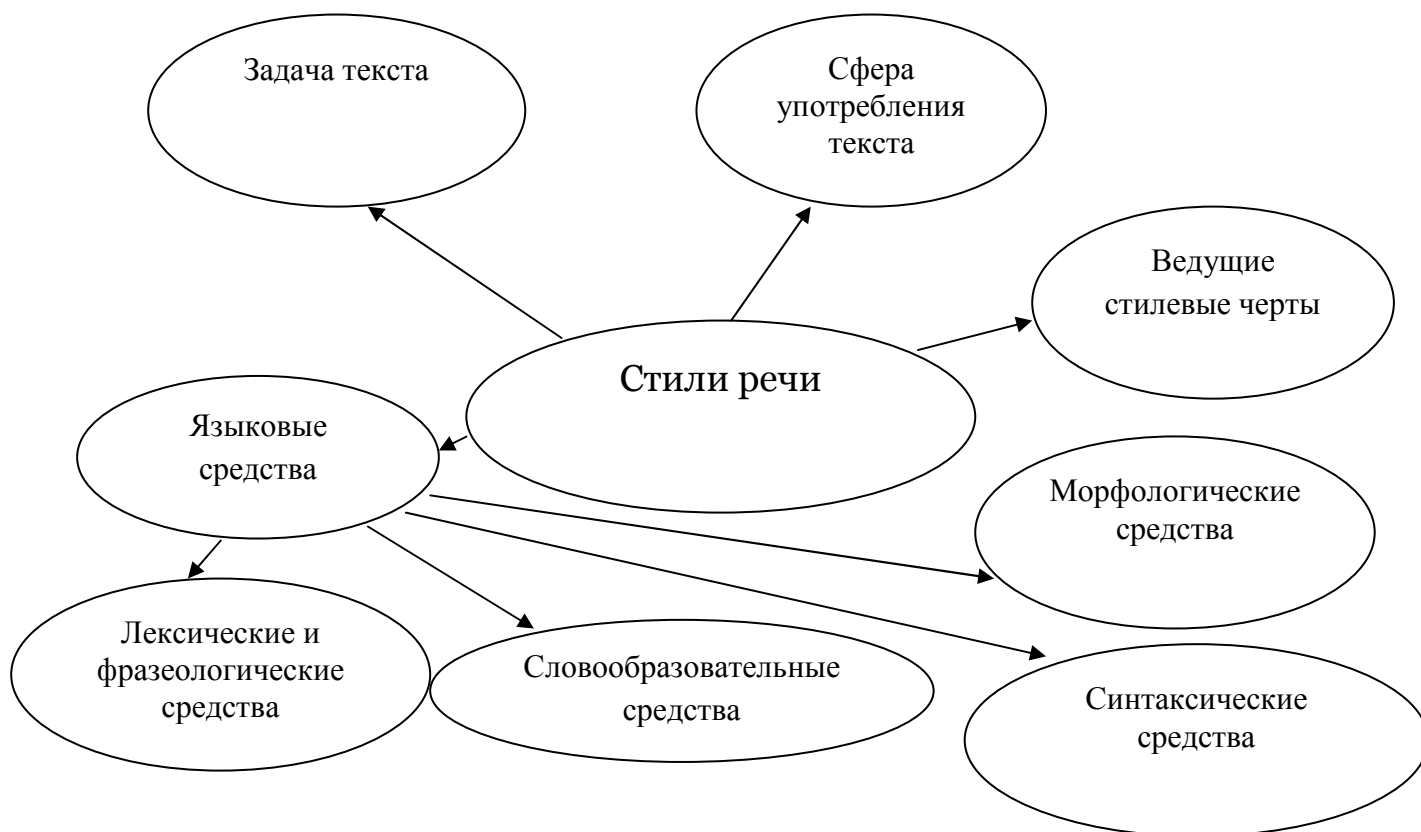 Задача текста
Сфера
употребления
текста
Ведущие
стилевые черты
Стили речи
Языковые
средства
Морфологические
средства
Лексические и
фразеологические
средства
Словообразовательные
средства
Синтаксические
средства